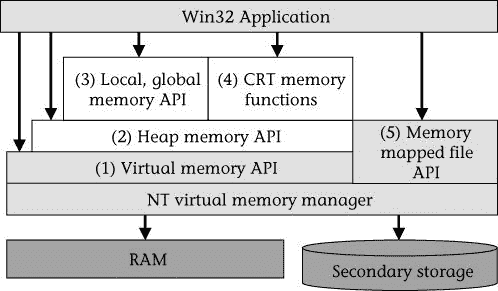 Win32 Application
(3) Local, global
memory API
(4) CRT memory
functions
(2) Heap memory API
(5) Memory
mapped file
API
(1) Virtual memory API
NT virtual memory manager
RAM
Secondary storage